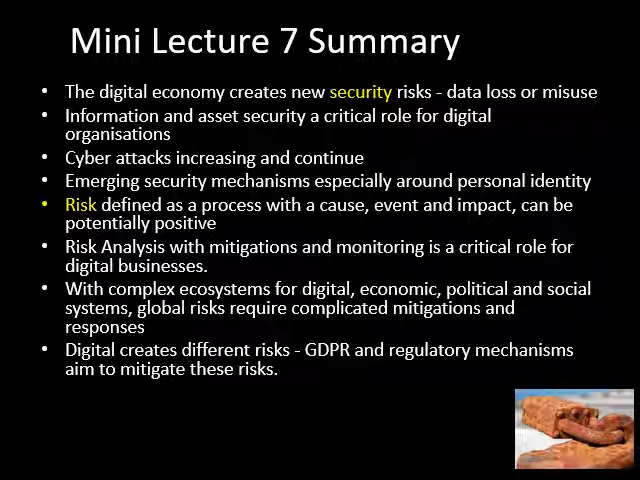 Mini Lecture 7 Summary
• The digital economy creates new security risks - data loss or misuse
• Information and asset security a critical role for digital
organisations
• Cyber attacks increasing and continue
• Emerging security mechanisms especially around personal identity
• Risk defined as a process with a cause, event and impact, can be
potentially positive
• Risk Analysis with mitigations and monitoring is a critical role for
digital businesses.
• With complex ecosystems for digital, economic, political and social
systems, global risks require complicated mitigations and
responses
• Digital creates different risks - GDPR and regulatory mechanisms
aim to mitigate these risks.